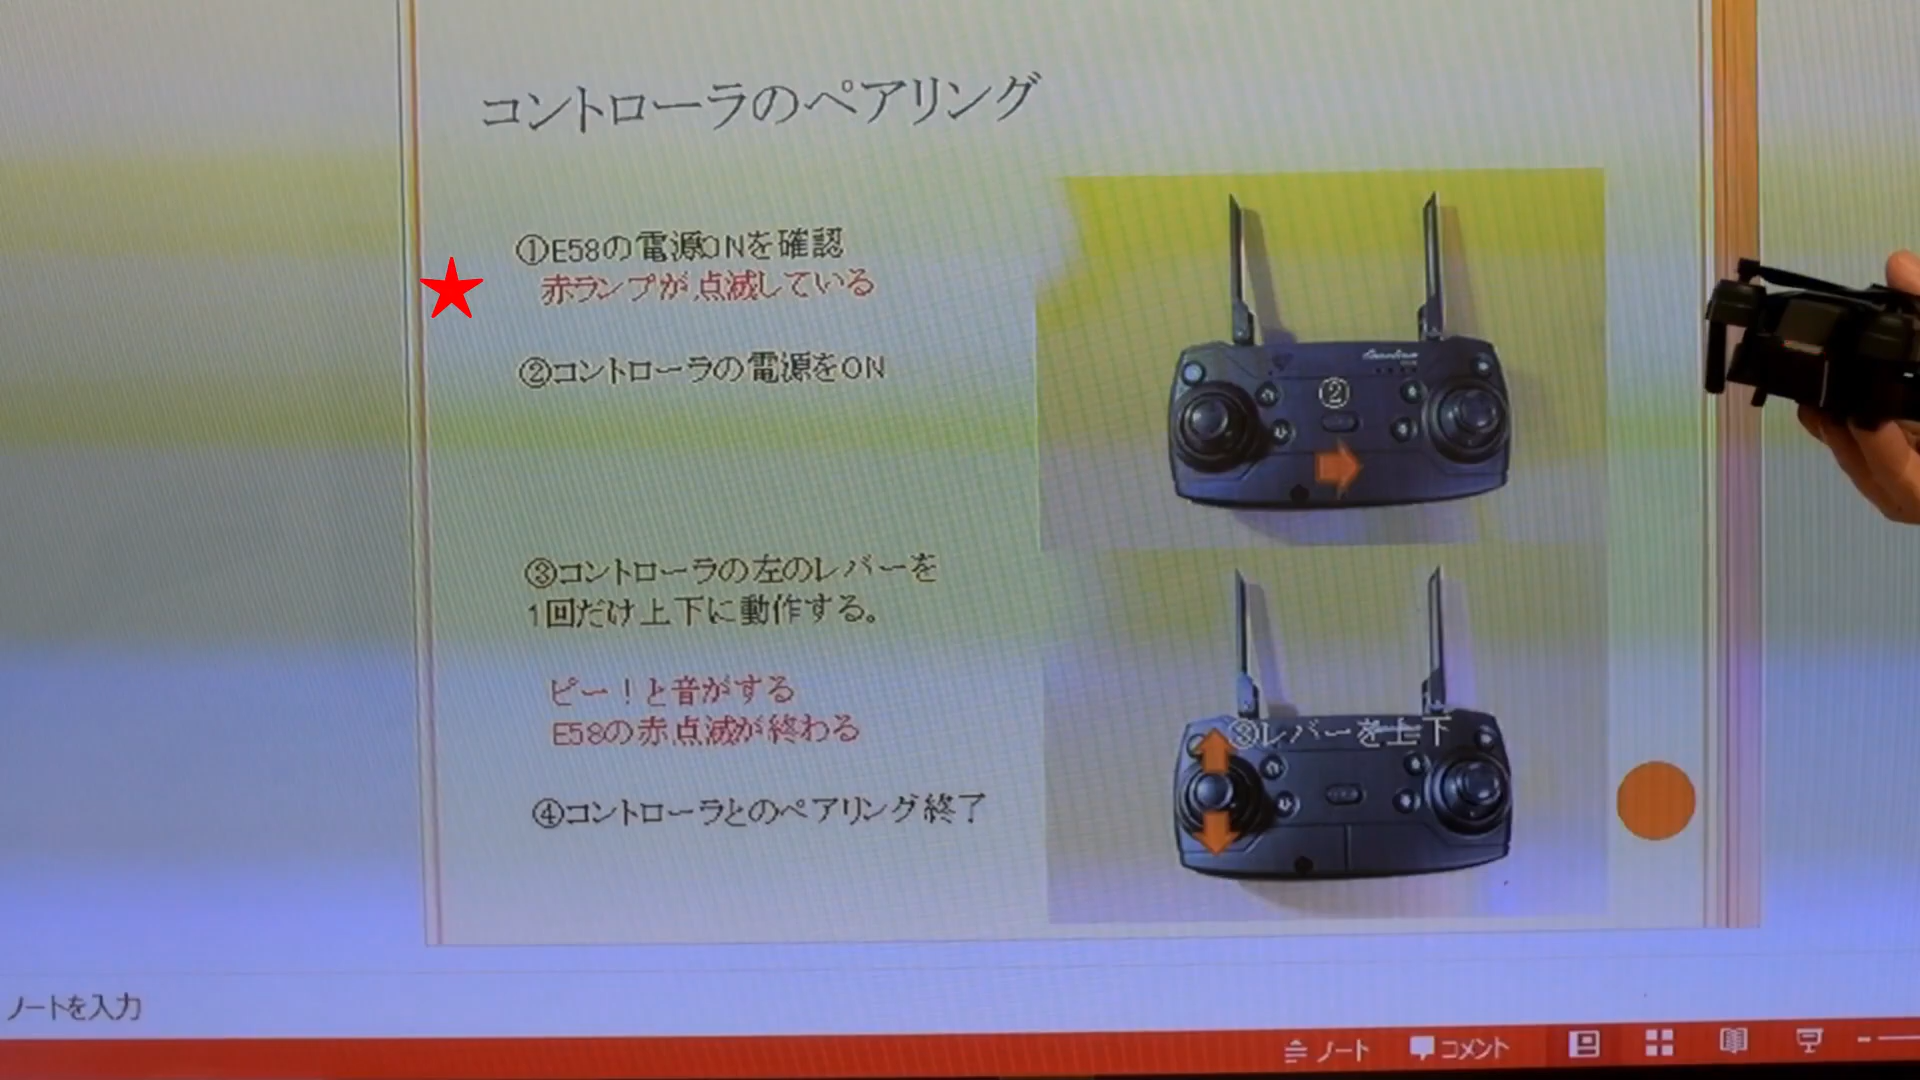 コントローラのペアリング
①E58の電源ONを確認
赤ランプが点滅している
②コントローラの電源をON
②
③コントローラの左のレバーを
1回だけ上下に動作する。
ピー！と音がする
E58の赤点滅が終わる
③レバーを上下
④コントローラとのペアリング終了
ノートを入力
ノート
コメント